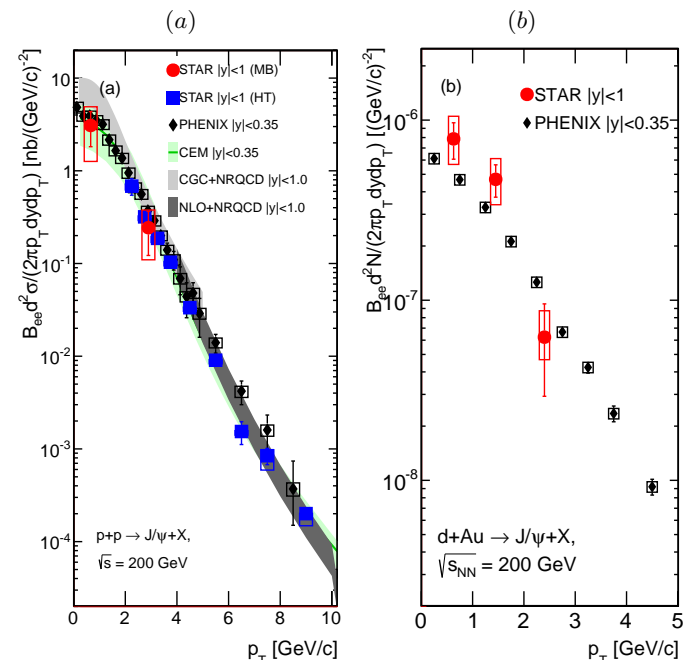 (a)
(b)
B_ee d²σ/(2πp_T dydp_T) [nb/(GeV/c)⁻²]
10
1
10⁻¹
10⁻²
10⁻³
10⁻⁴
(a)
STAR |y|<1 (MB)
STAR |y|<1 (HT)
PHENIX |y|<0.35
CEM |y|<0.35
CGC+NRQCD |y|<1.0
NLO+NRQCD |y|<1.0
p+p → J/ψ+X,
√s = 200 GeV
0 2 4 6 8 10
p_T [GeV/c]
B_ee d²N/(2πp_T dydp_T) [(GeV/c)⁻²]
10⁻⁶
10⁻⁷
10⁻⁸
(b)
STAR |y|<1
PHENIX |y|<0.35
d+Au → J/ψ+X,
√s_NN = 200 GeV
0 1 2 3 4 5
p_T [GeV/c]